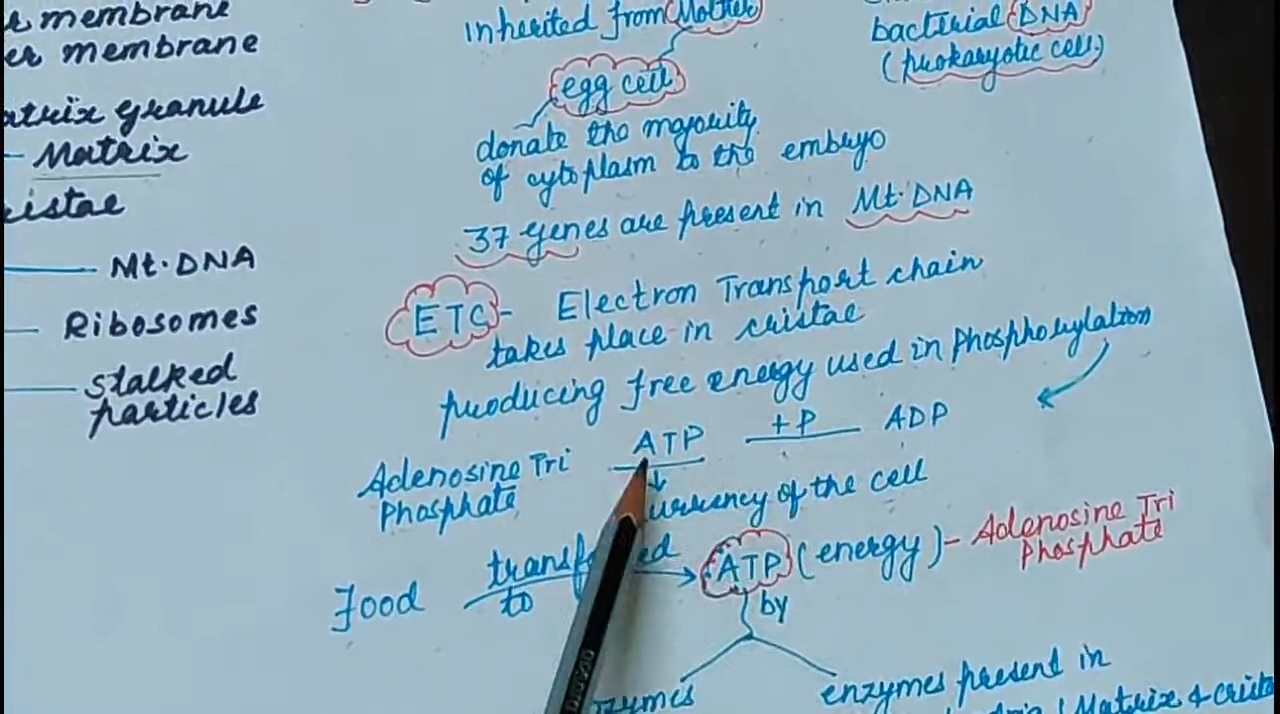 membrane
membrane
granule
Matrix
Mt. DNA
Ribosomes
stalked
particles
inherited from Mother
egg cell
donate the majority
of cytoplasm to the embryo
37 genes are present in Mt. DNA
bacterial DNA
(prokaryotic cell)
ETC - Electron Transport chain
takes place in cristae
producing free energy used in phosphorylation
ATP +P ADP
Adenosine Tri
Phosphate
of the cell
Food to ATP (energy) - Adenosine Tri
Phosphate
by
enzymes present in
Matrix &